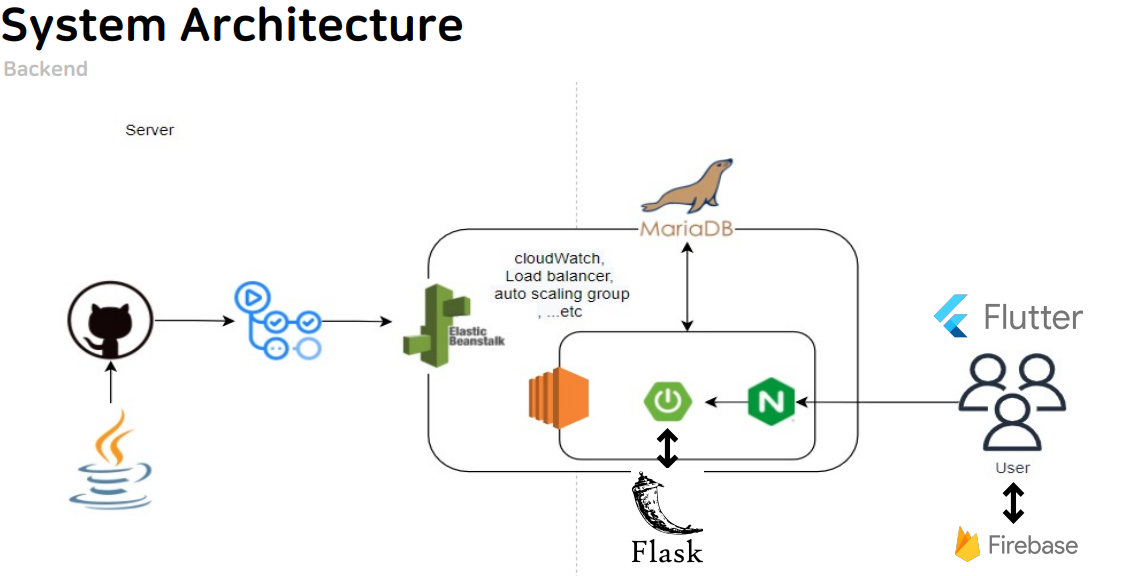 System Architecture
Backend
Server
MariaDB
cloudWatch,
Load balancer,
auto scaling group
, ...etc
Elastic
Beanstalk
N
Flutter
User
Flask
Firebase